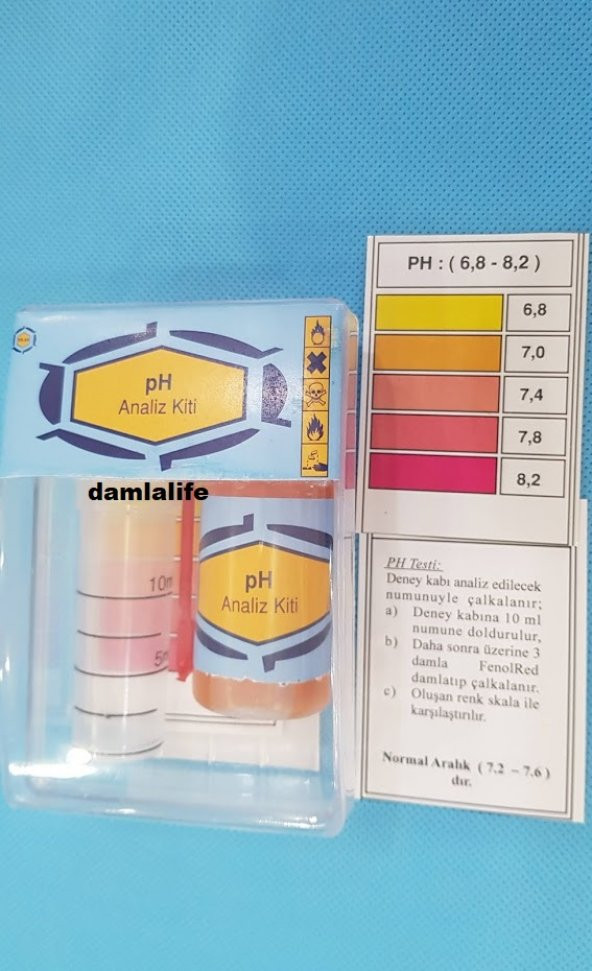 PH : ( 6,8 - 8,2 )
6,8
7,0
7,4
7,8
8,2
pH
Analiz Kiti
damlalife
10m
5m
pH
Analiz Kiti
PH Testi:
Deney kabı analiz edilecek
numunuyle çalkalanır;
a) Deney kabına 10 ml
numune doldurulur,
b) Daha sonra üzerine 3
damla FenolRed
damlatıp çalkalanır.
c) Oluşan renk skala ile
karşılaştırılır.
Normal Aralık ( 7.2 – 7.6 )
dır.